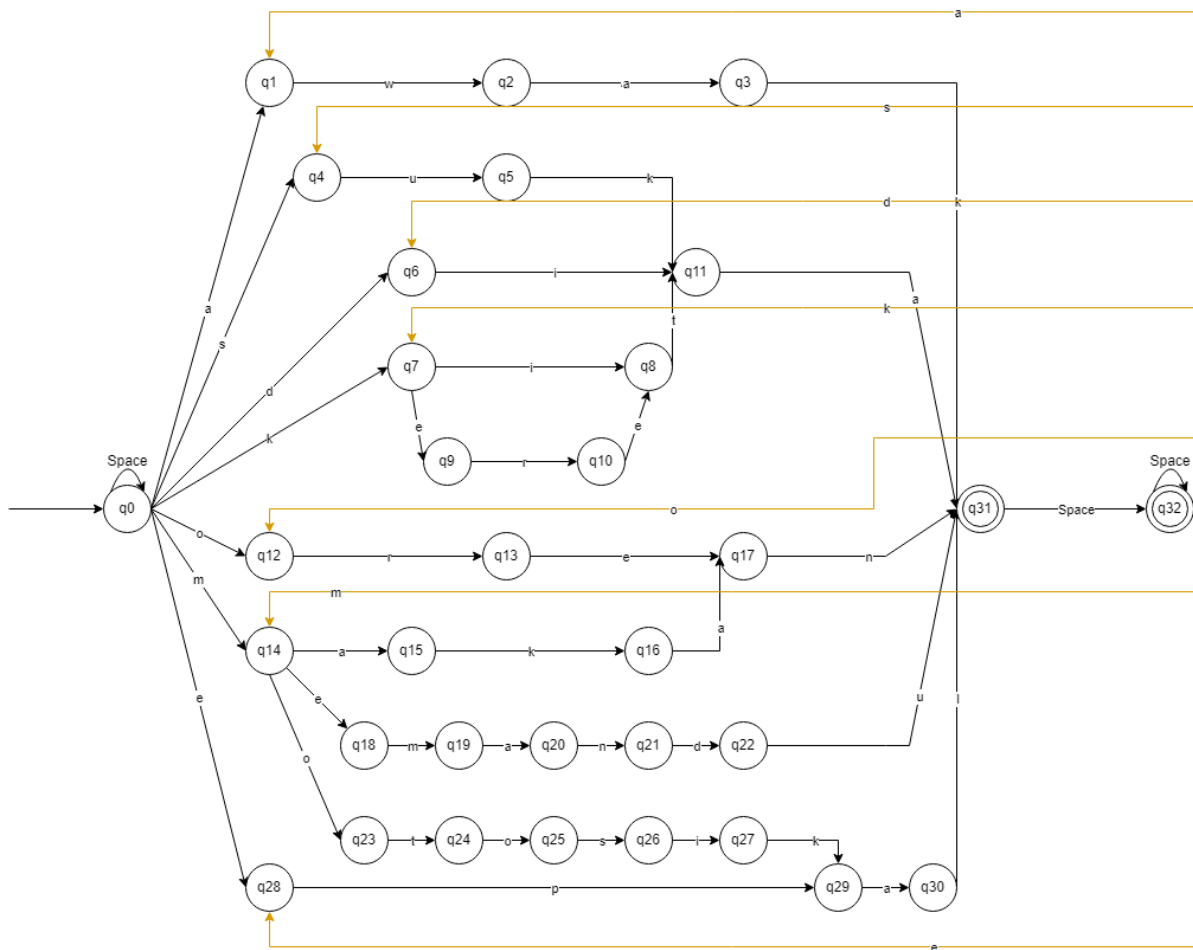 a
q1 w q2 a q3
s
q4 u q5 k
d k
q6 i q11 a
a
s
k
t
q7 i q8
d
k
e e
q9 r q10
Space Space
q0 q31 Space q32
o
o
q12 r q13 e q17 n
m
m
a
q14 a q15 k q16
e e u l
q18 m q19 a q20 n q21 d q22
o
q23 t q24 o q25 s q26 i q27 k
q28 p q29 a q30
e